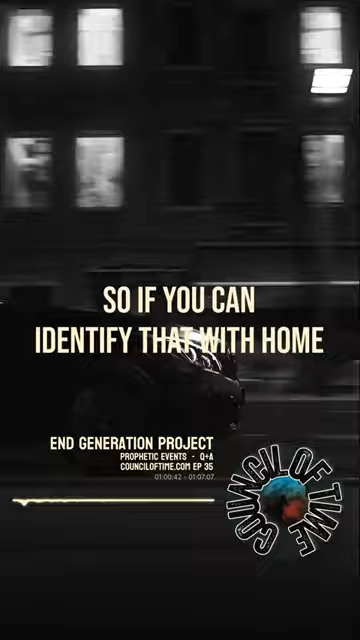 SO IF YOU CAN
IDENTIFY THAT WITH HOME
END GENERATION PROJECT
PROPHETIC EVENTS - Q+A
COUNCILOFTIME.COM EP 35
01:00:42 - 01:07:07
COUNCIL OF TIME